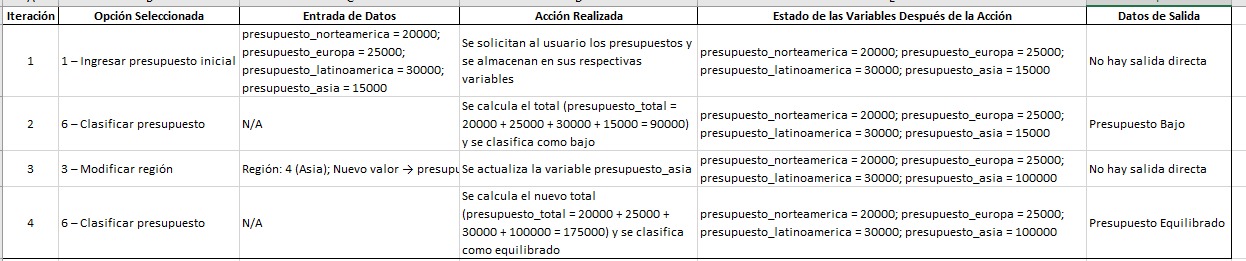 Iteración Opción Seleccionada Entrada de Datos Acción Realizada Estado de las Variables Después de la Acción Datos de Salida
1
1 – Ingresar presupuesto inicial
presupuesto_norteamerica = 20000;
presupuesto_europa = 25000;
presupuesto_latinoamerica = 30000;
presupuesto_asia = 15000
Se solicitan al usuario los presupuestos y
se almacenan en sus respectivas
variables
presupuesto_norteamerica = 20000; presupuesto_europa = 25000;
presupuesto_latinoamerica = 30000; presupuesto_asia = 15000
No hay salida directa
2
6 – Clasificar presupuesto
N/A
Se calcula el total (presupuesto_total =
20000 + 25000 + 30000 + 15000 = 90000)
y se clasifica como bajo
presupuesto_norteamerica = 20000; presupuesto_europa = 25000;
presupuesto_latinoamerica = 30000; presupuesto_asia = 15000
Presupuesto Bajo
3
3 – Modificar región
Región: 4 (Asia); Nuevo valor → presupu
Se actualiza la variable presupuesto_asia
presupuesto_norteamerica = 20000; presupuesto_europa = 25000;
presupuesto_latinoamerica = 30000; presupuesto_asia = 100000
No hay salida directa
4
6 – Clasificar presupuesto
N/A
Se calcula el nuevo total
(presupuesto_total = 20000 + 25000 +
30000 + 100000 = 175000) y se clasifica
como equilibrado
presupuesto_norteamerica = 20000; presupuesto_europa = 25000;
presupuesto_latinoamerica = 30000; presupuesto_asia = 100000
Presupuesto Equilibrado